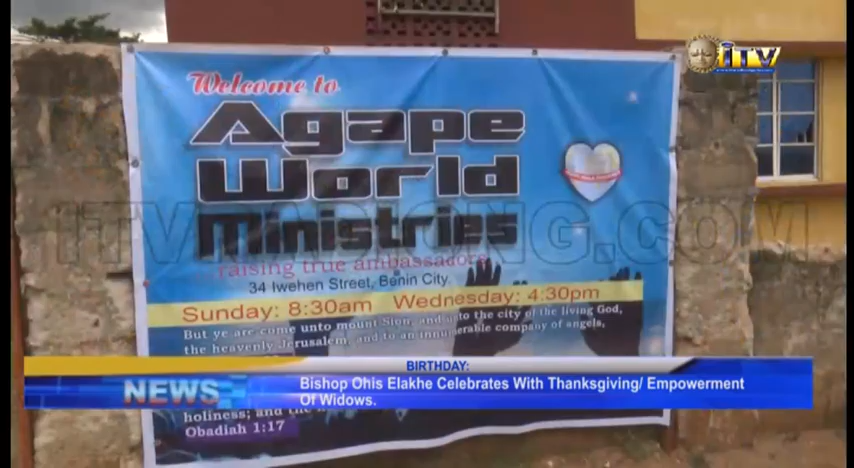 iTV
Welcome to
Agape
World
Ministries
raising true ambassadors
34 Iwehen Street, Benin City.
Sunday: 8:30am Wednesday: 4:30pm
But ye are come unto mount Sion, and unto the city of the living God,
the heavenly Jerusalem, and to an innumerable company of angels,
BIRTHDAY:
NEWS
Bishop Ohis Elakhe Celebrates With Thanksgiving/ Empowerment
Of Widows.
holiness; and the
Obadiah 1:17